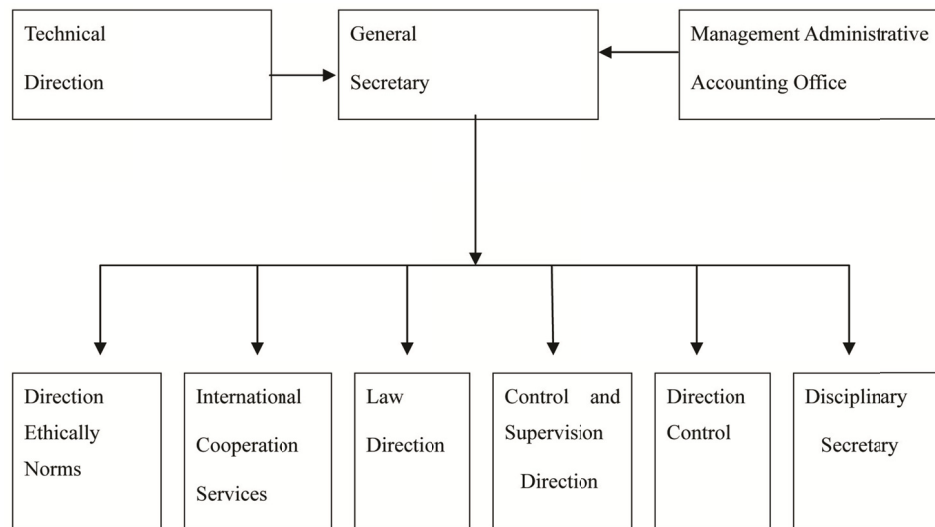 Technical
Direction
General
Secretary
Management Administrative
Accounting Office
Direction
Ethically
Norms
International
Cooperation
Services
Law
Direction
Control and
Supervision
Direction
Direction
Control
Disciplinary
Secretary